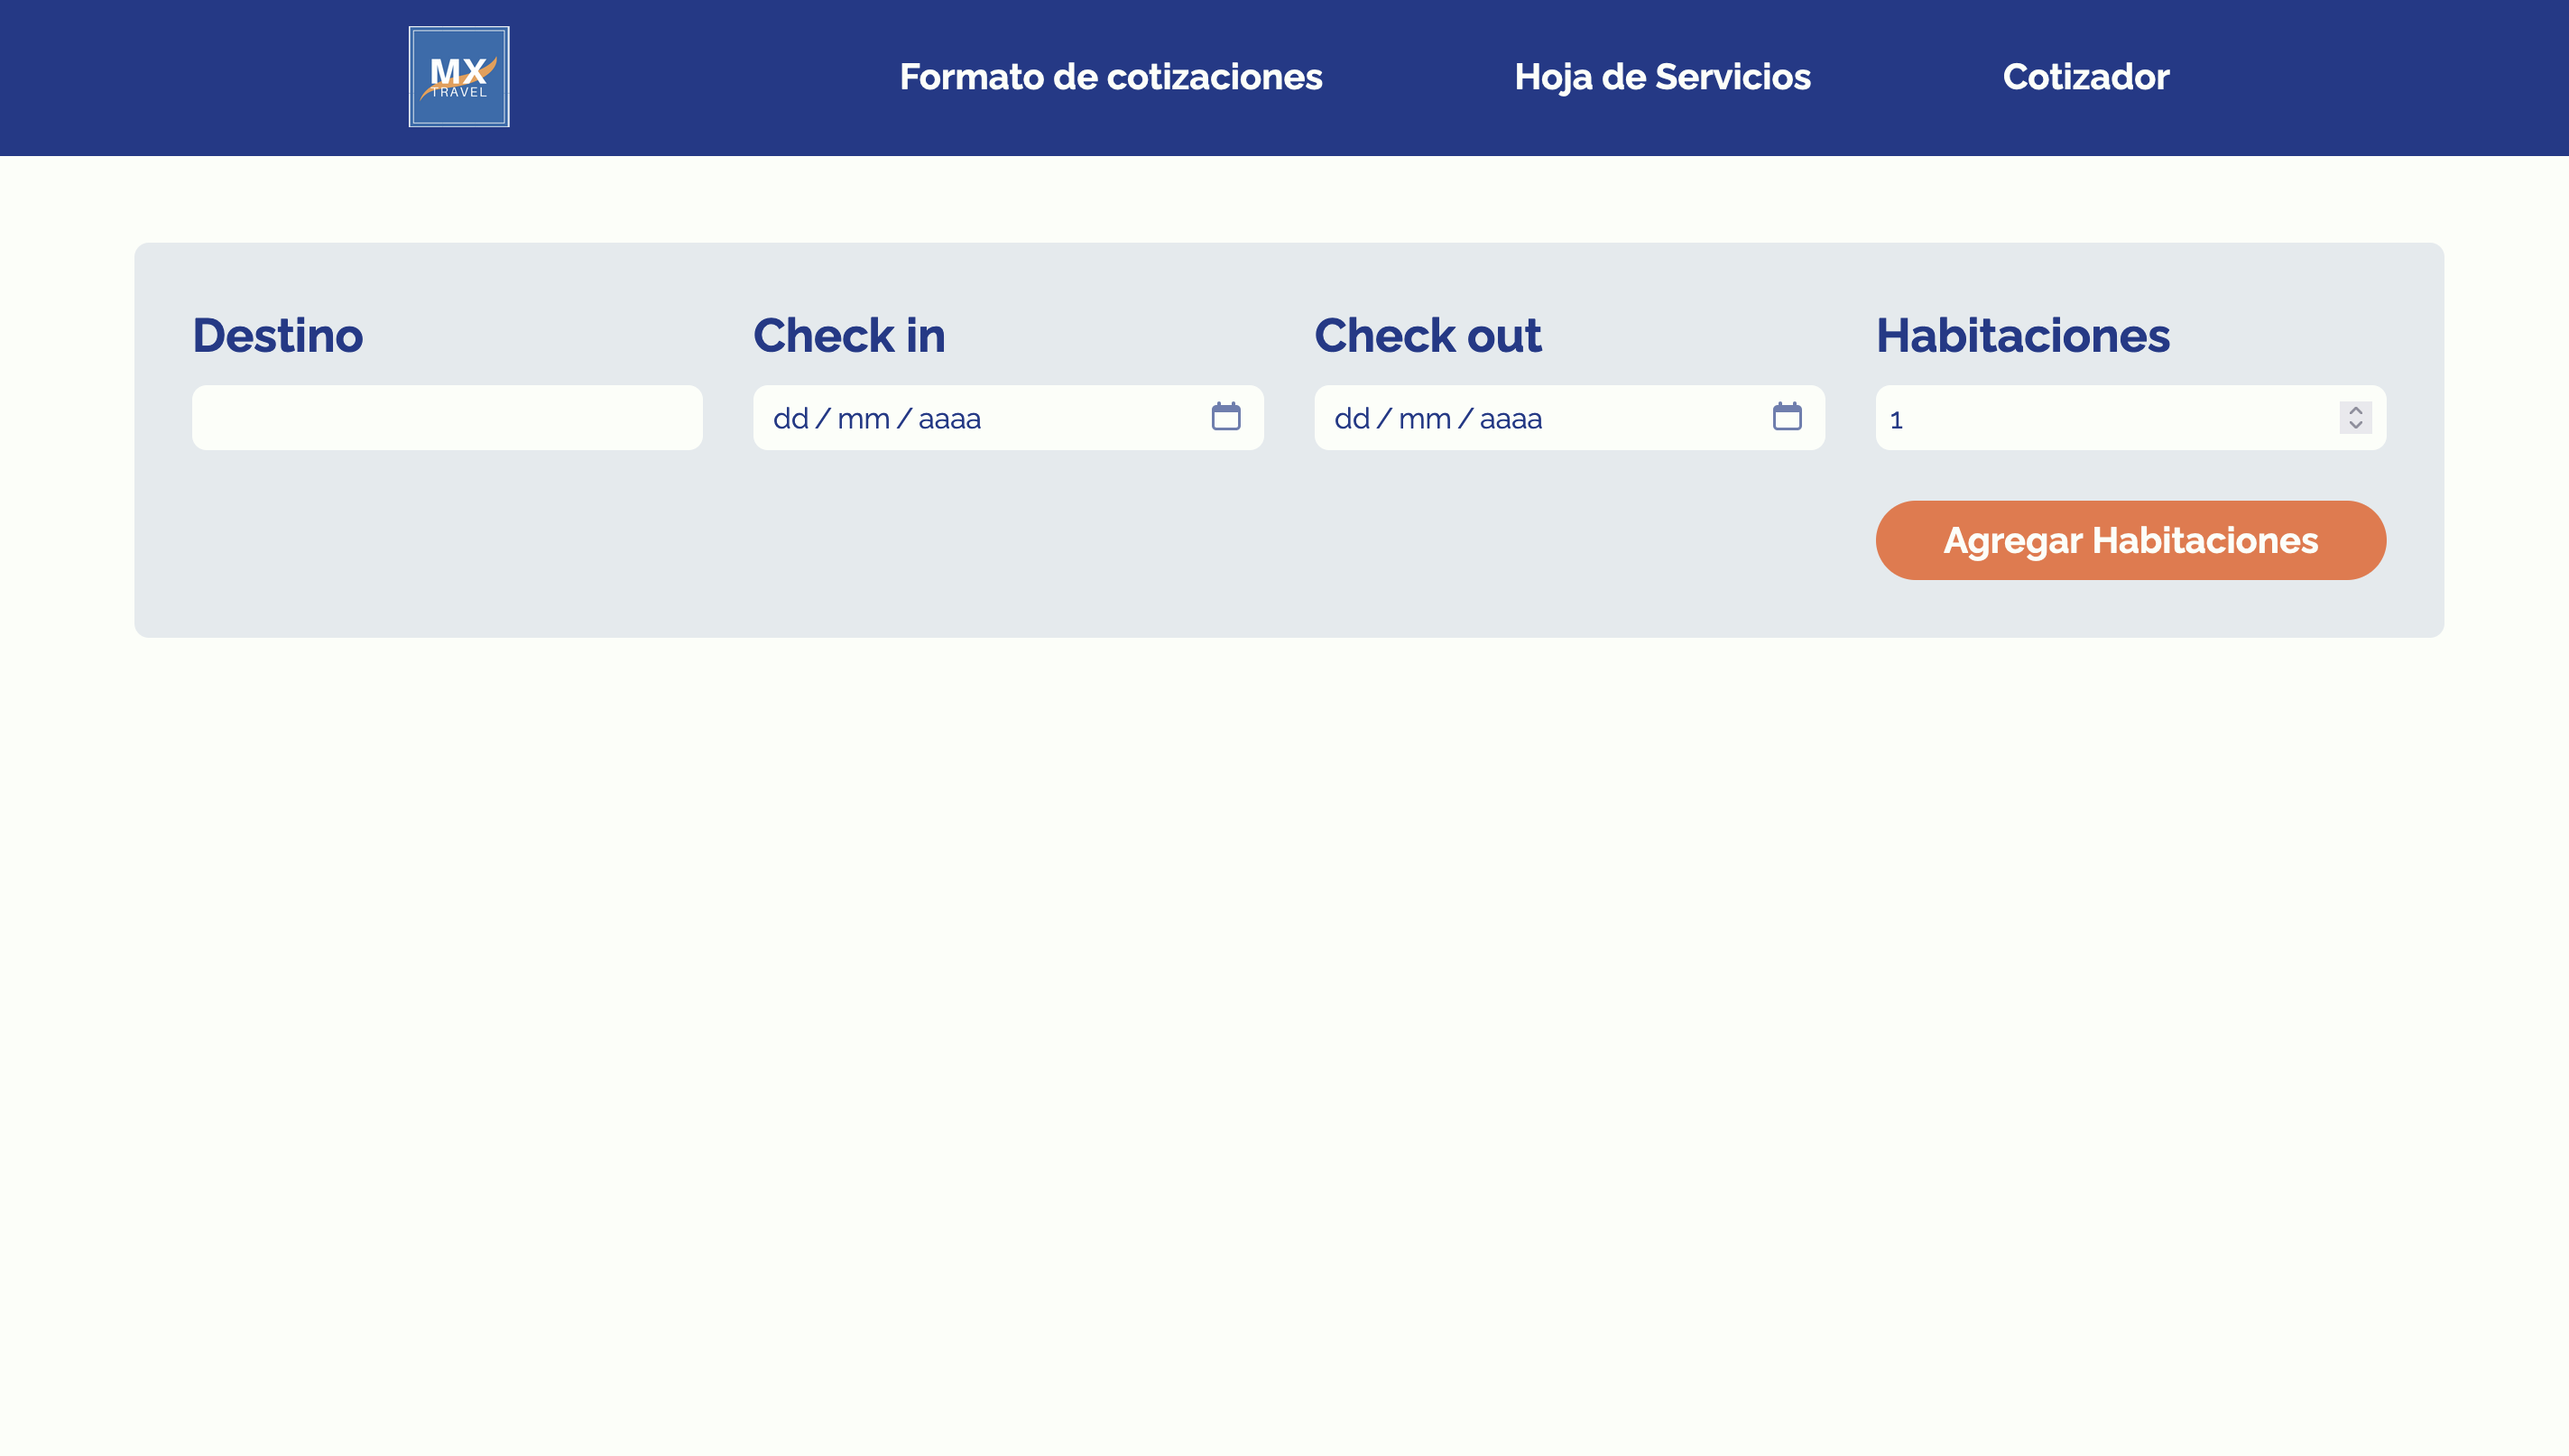 MX
TRAVEL
Formato de cotizaciones
Hoja de Servicios
Cotizador
Destino
Check in
Check out
Habitaciones
dd / mm / aaaa
dd / mm / aaaa
1
Agregar Habitaciones